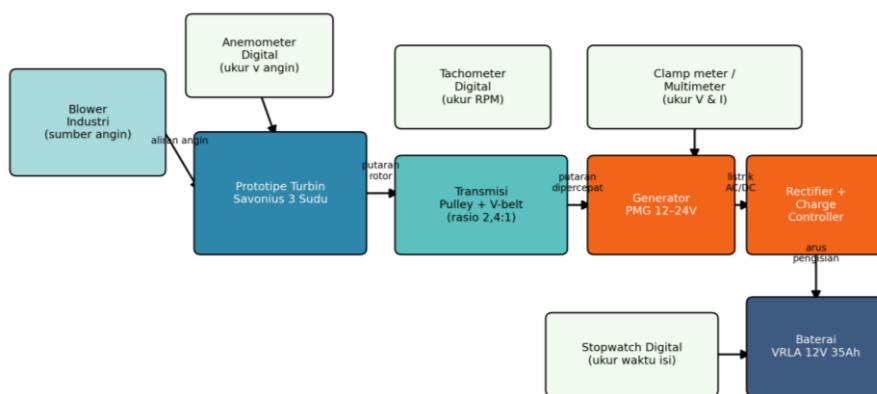 Anemometer
Digital
(ukur v angin)
Tachometer
Digital
(ukur RPM)
Clamp meter /
Multimeter
(ukur V & I)
Blower
Industri
(sumber angin)
aliran angin
Prototipe Turbin
Savonius 3 Sudu
putaran
rotor
Transmisi
Pulley + V-belt
(rasio 2,4:1)
putaran
dipercepat
Generator
PMG 12–24V
listrik
AC/DC
Rectifier +
Charge
Controller
arus
pengisian
Stopwatch Digital
(ukur waktu isi)
Baterai
VRLA 12V 35Ah